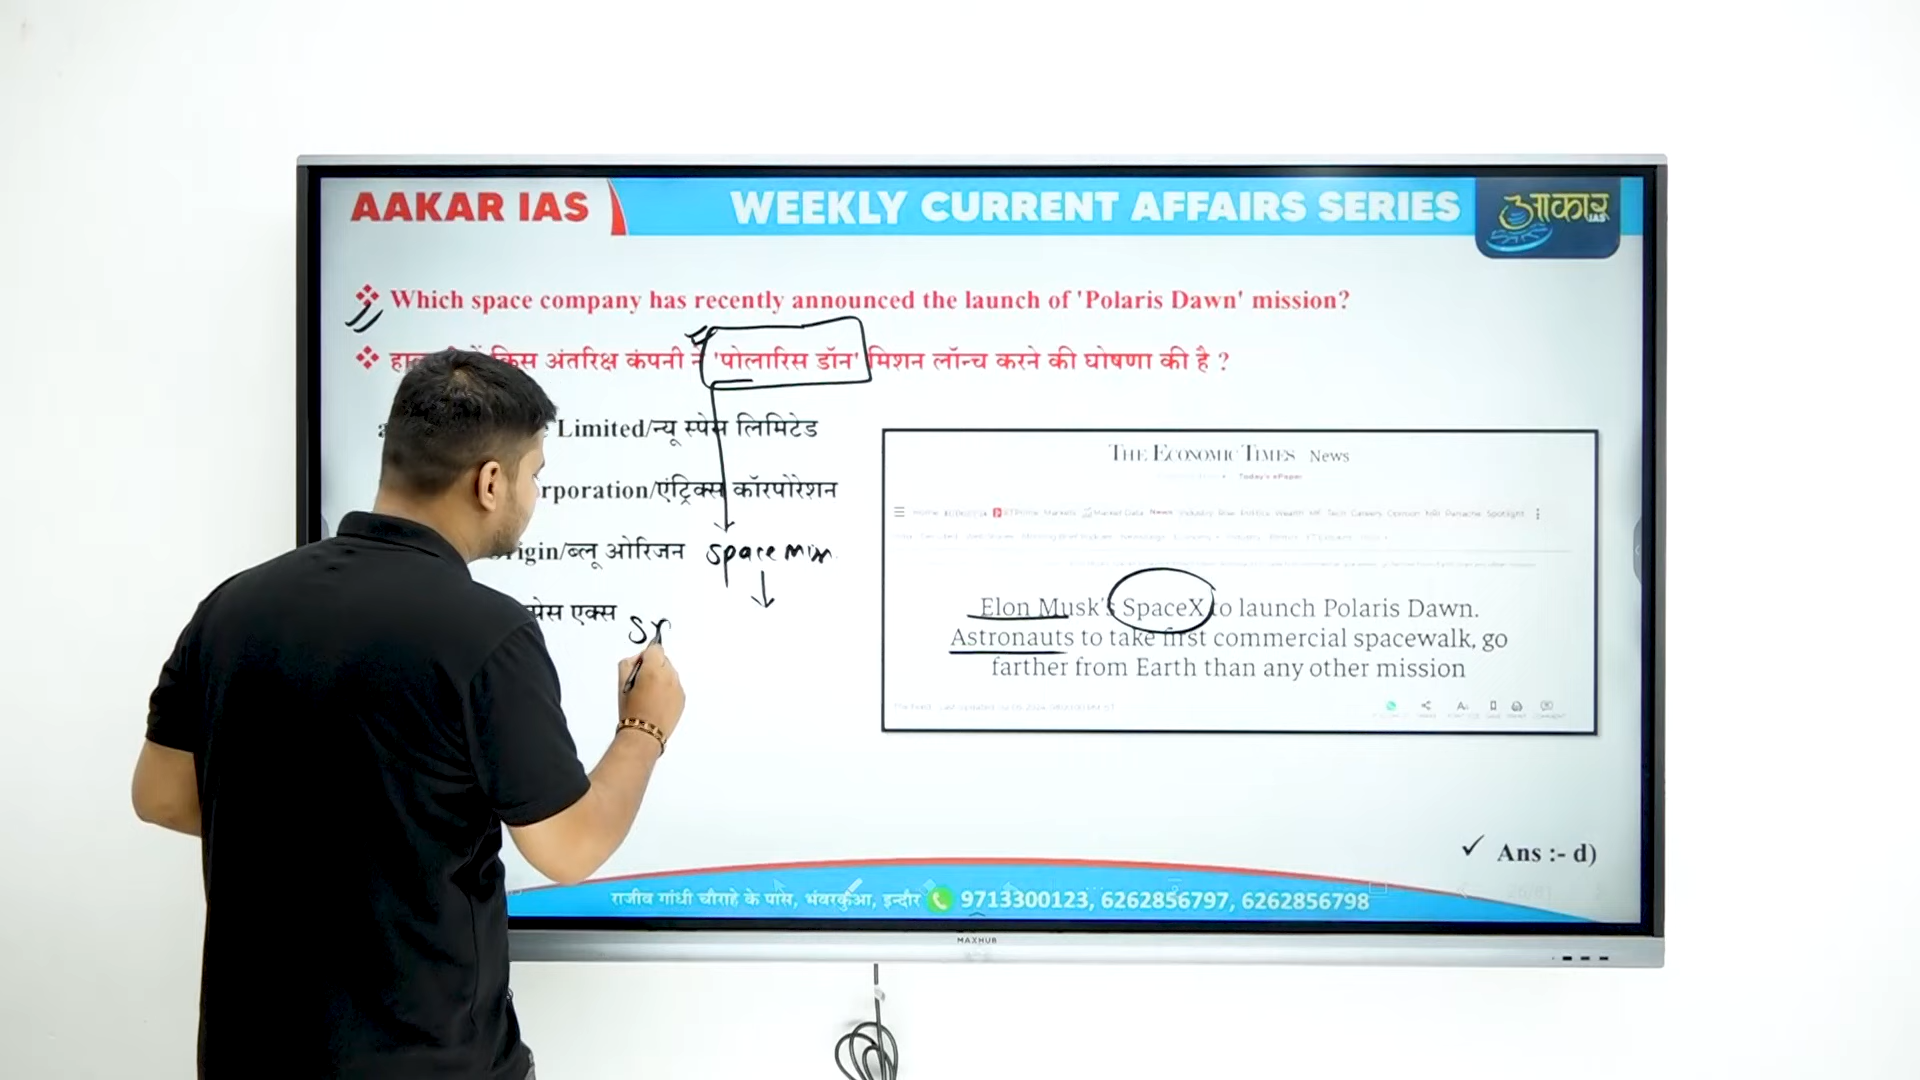 AAKAR IAS
WEEKLY CURRENT AFFAIRS SERIES
आकार
IAS
Which space company has recently announced the launch of 'Polaris Dawn' mission?
किस अंतरिक्ष कंपनी ने 'पोलारिस डॉन' मिशन लॉन्च करने की घोषणा की है ?
Limited/न्यू स्पेस लिमिटेड
rporation/एंट्रिक्स कॉरपोरेशन
rigin/ब्लू ओरिजन
पेस एक्स
space
THE ECONOMIC TIMES News
Today's ePaper
Elon Musk's SpaceX to launch Polaris Dawn.
Astronauts to take first commercial spacewalk, go
farther from Earth than any other mission
Ans :- d)
राजीव गांधी चौराहे के पास, भंवरकुंआ, इन्दौर 9713300123, 6262856797, 6262856798
MAXHUB